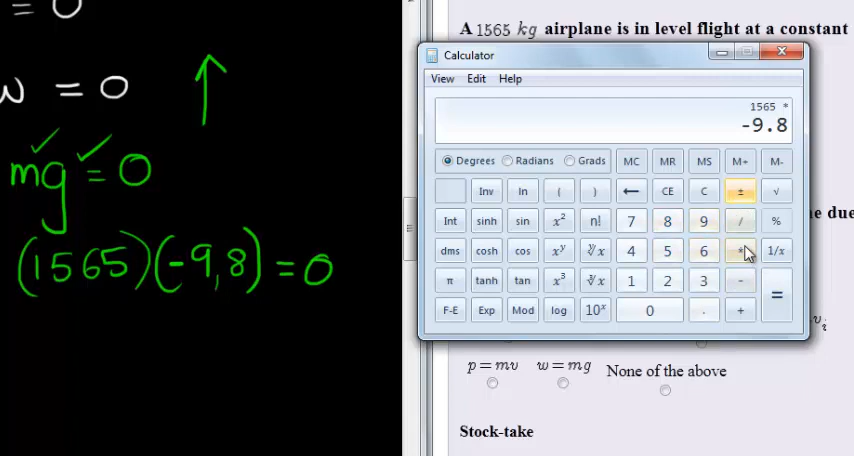 = 0
A 1565 kg airplane is in level flight at a constant
Calculator
View Edit Help
w = 0
1565 *
-9.8
Degrees Radians Grads MC MR MS M+ M-
mg = 0
Inv ln ( ) ← CE C ± √
Int sinh sin x² n! 7 8 9 / %
dms cosh cos xʸ ʸ√x 4 5 6 * 1/x
(1565)(-9,8) = 0
π tanh tan x³ ³√x 1 2 3 - =
F-E Exp Mod log 10ˣ 0 . +
e due
vᵢ
p = mv w = mg None of the above
Stock-take